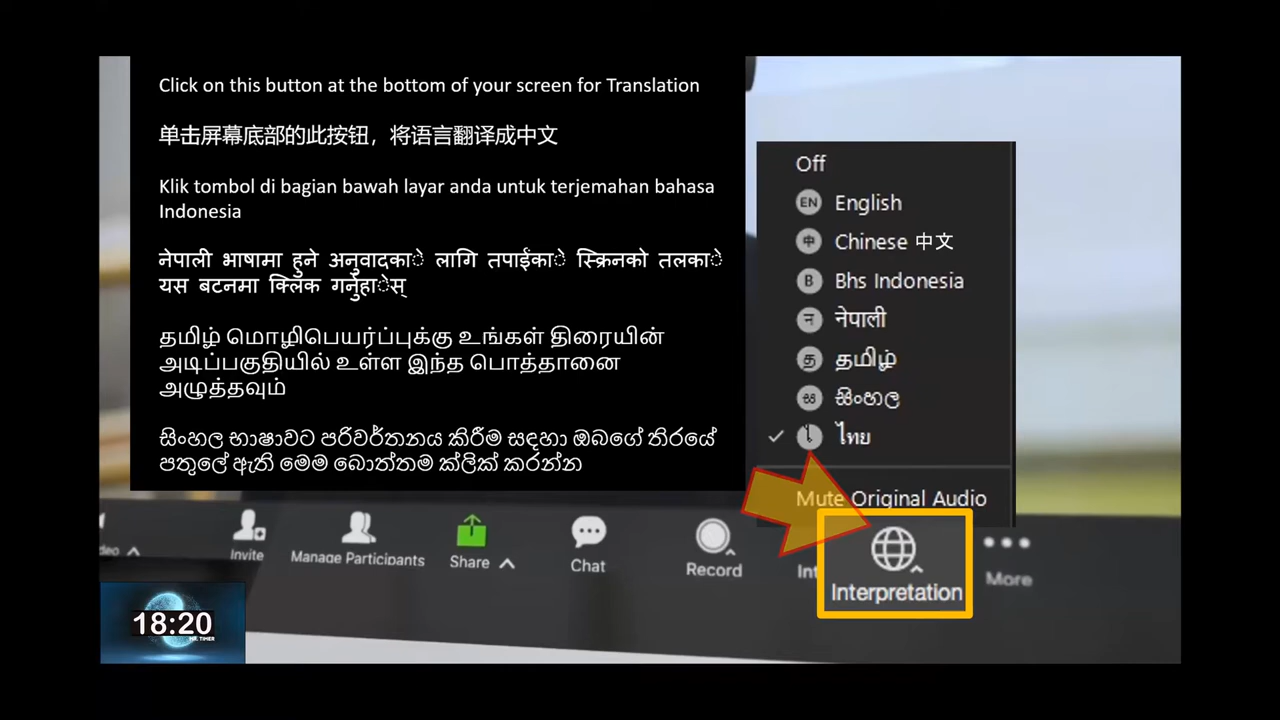 Click on this button at the bottom of your screen for Translation
单击屏幕底部的此按钮，将语言翻译成中文
Klik tombol di bagian bawah layar anda untuk terjemahan bahasa
Indonesia
नेपाली भाषामा हुने अनुवादकाे लागि तपाईंकाे स्क्रिनको तलकाे
यस बटनमा क्लिक गर्नुहाेस्
தமிழ் மொழிபெயர்ப்புக்கு உங்கள் திரையின்
அடிப்பகுதியில் உள்ள இந்த பொத்தானை
அழுத்தவும்
සිංහල භාෂාවට පරිවර්තනය කිරීම සඳහා ඔබගේ තිරයේ
පතුලේ ඇති මෙම බොත්තම ක්ලික් කරන්න
Off
EN English
中 Chinese 中文
B Bhs Indonesia
ने नेपाली
த தமிழ்
සිං සිංහල
ไทย
Mute Original Audio
Invite
Manage Participants
Share
Chat
Record
Interpretation
More
18:20
MR. TIMER